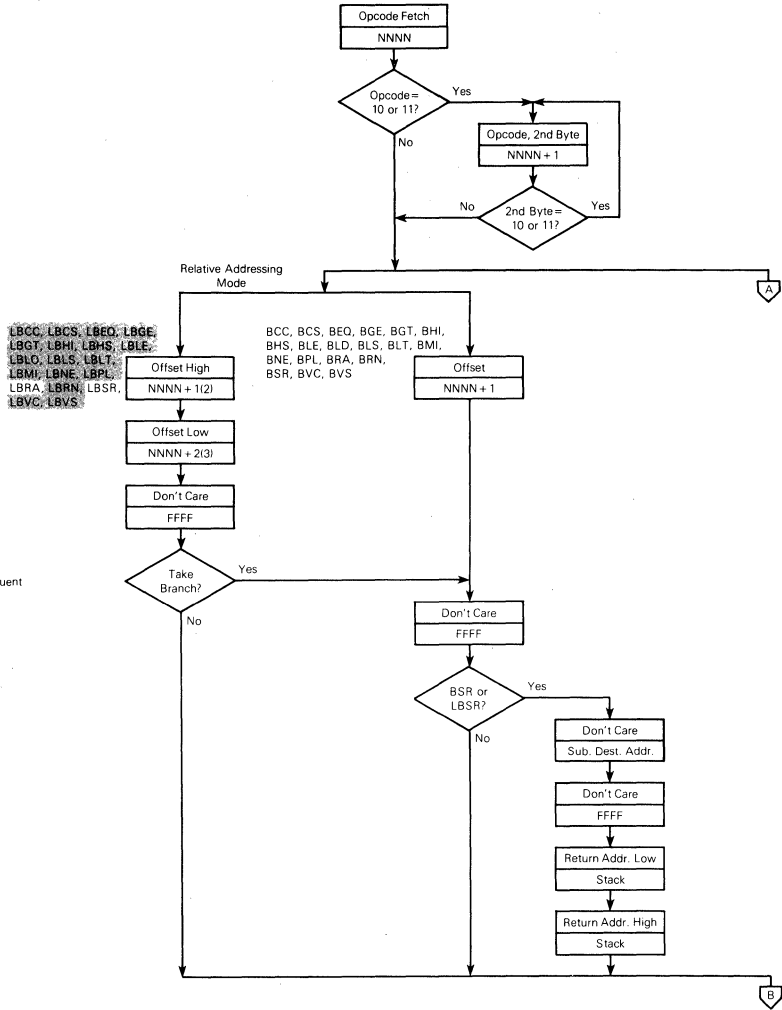 Opcode Fetch
NNNN
Opcode=
10 or 11?
Yes
No
Opcode, 2nd Byte
NNNN + 1
2nd Byte=
10 or 11?
No
Yes
A
Relative Addressing
Mode
LBCC, LBCS, LBEQ, LBGE,
LBGT, LBHI, LBHS, LBLE,
LBLO, LBLS, LBLT,
LBMI, LBNE, LBPL,
LBRA, LBRN, LBSR,
LBVC, LBVS
BCC, BCS, BEQ, BGE, BGT, BHI,
BHS, BLE, BLD, BLS, BLT, BMI,
BNE, BPL, BRA, BRN,
BSR, BVC, BVS
Offset High
NNNN + 1(2)
Offset
NNNN + 1
Offset Low
NNNN + 2(3)
Don't Care
FFFF
Take
Branch?
Yes
No
uent
Don't Care
FFFF
BSR or
LBSR?
Yes
No
Don't Care
Sub. Dest. Addr.
Don't Care
FFFF
Return Addr. Low
Stack
Return Addr. High
Stack
B